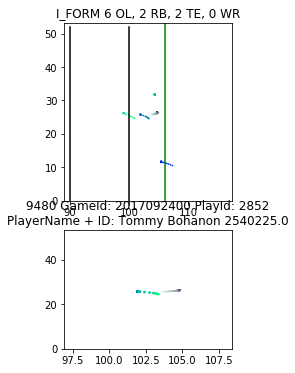 I_FORM 6 OL, 2 RB, 2 TE, 0 WR
50
40
30
20
10
0
90 100 110
9480 GameId: 2017092400 PlayId: 2852
PlayerName + ID: Tommy Bohanon 2540225.0
40
20
0
97.5 100.0 102.5 105.0 107.5